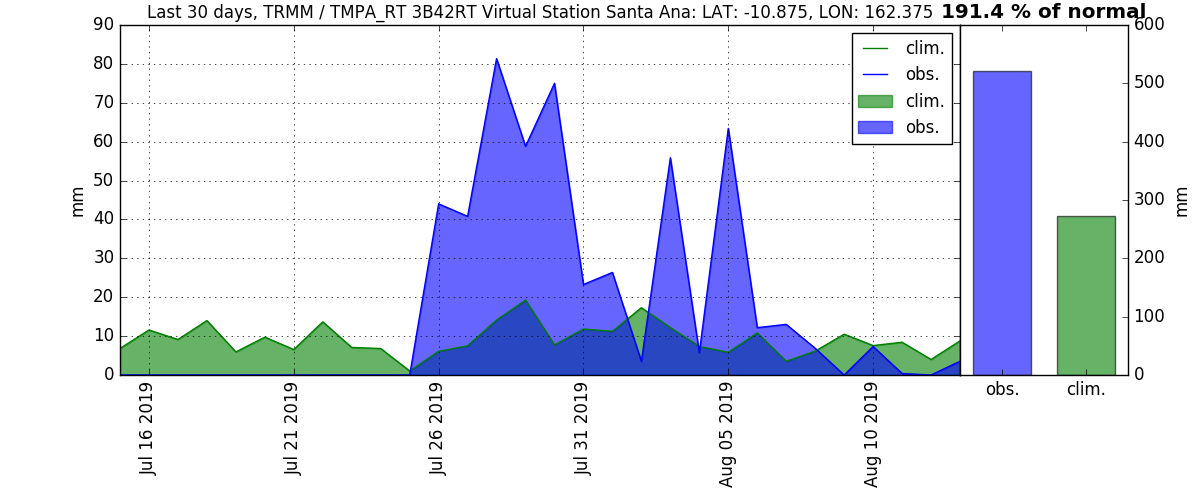 Last 30 days, TRMM / TMPA_RT 3B42RT Virtual Station Santa Ana: LAT: -10.875, LON: 162.375 191.4 % of normal
90
80
70
60
50
40
30
20
10
0
mm
clim.
obs.
clim.
obs.
600
500
400
300
200
100
0
mm
obs. clim.
Jul 16 2019
Jul 21 2019
Jul 26 2019
Jul 31 2019
Aug 05 2019
Aug 10 2019